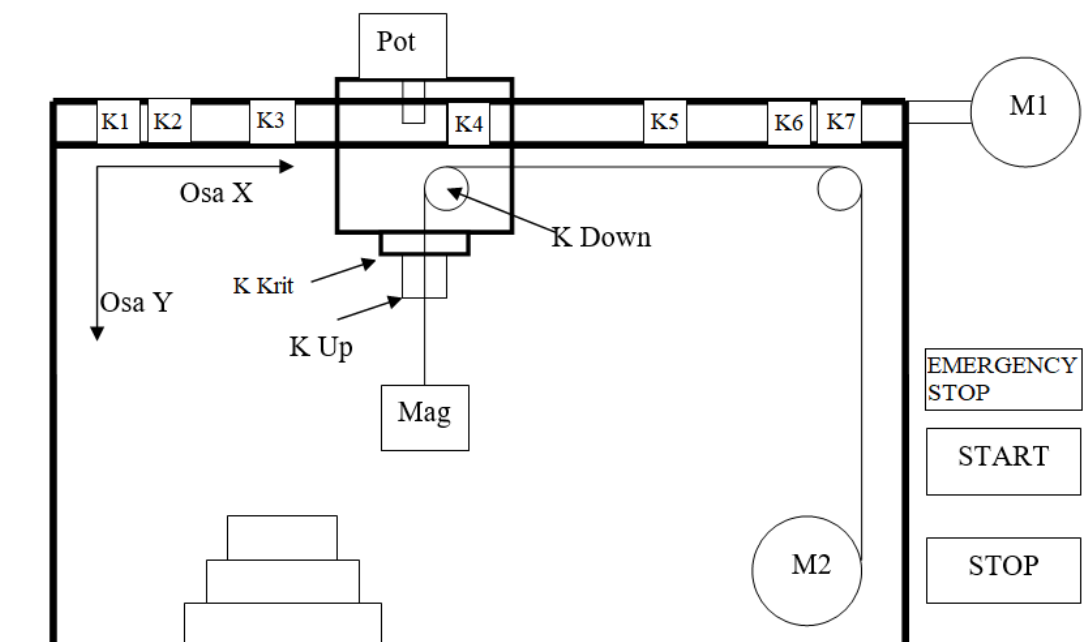 Pot
M1
K1
K2
K3
K4
K5
K6
K7
Osa X
K Down
K Krit
Osa Y
K Up
EMERGENCY
STOP
Mag
START
M2
STOP